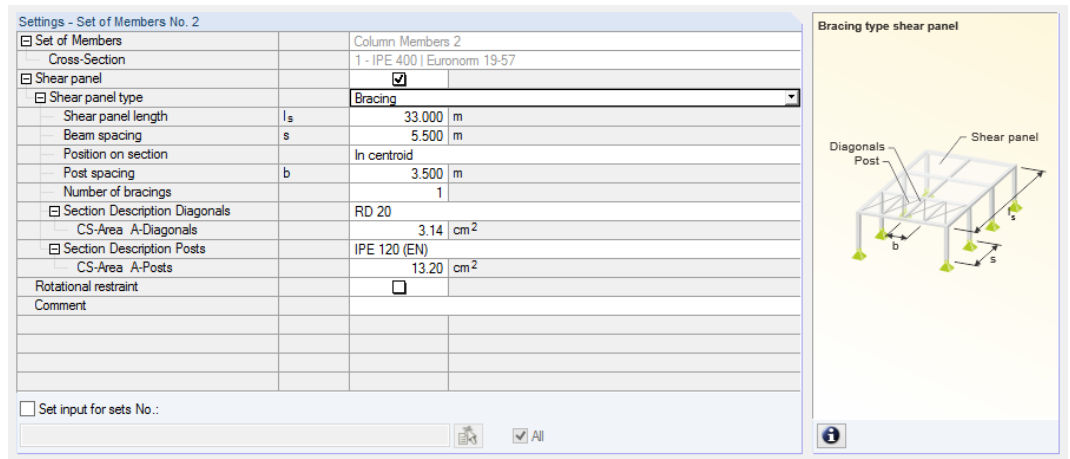 Settings - Set of Members No. 2
Set of Members Column Members 2
Cross-Section 1 - IPE 400 | Euronorm 19-57
Shear panel
Shear panel type Bracing
Shear panel length ls 33.000 m
Beam spacing s 5.500 m
Position on section In centroid
Post spacing b 3.500 m
Number of bracings 1
Section Description Diagonals RD 20
CS-Area A-Diagonals 3.14 cm2
Section Description Posts IPE 120 (EN)
CS-Area A-Posts 13.20 cm2
Rotational restraint
Comment
Set input for sets No.:
All
Bracing type shear panel
Shear panel
Diagonals
Post
ls
b
s